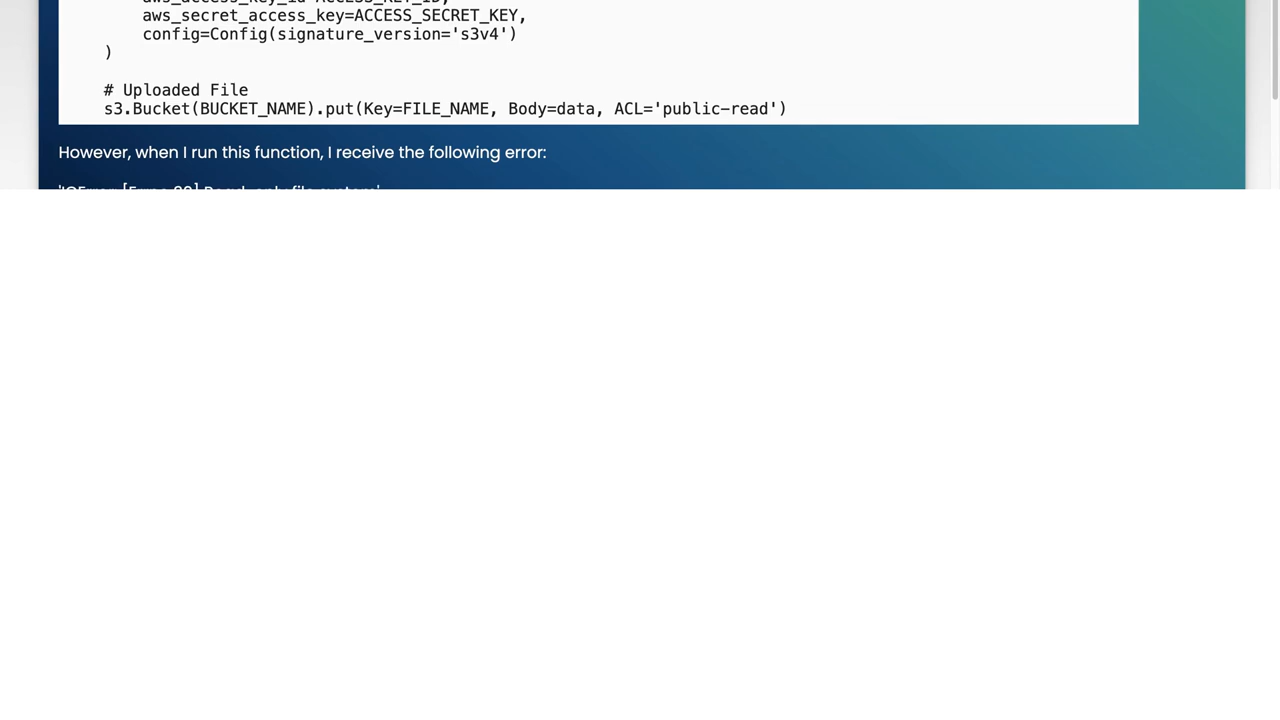 aws_secret_access_key=ACCESS_SECRET_KEY,
config=Config(signature_version='s3v4')
)
# Uploaded File
s3.Bucket(BUCKET_NAME).put(Key=FILE_NAME, Body=data, ACL='public-read')
However, when I run this function, I receive the following error: